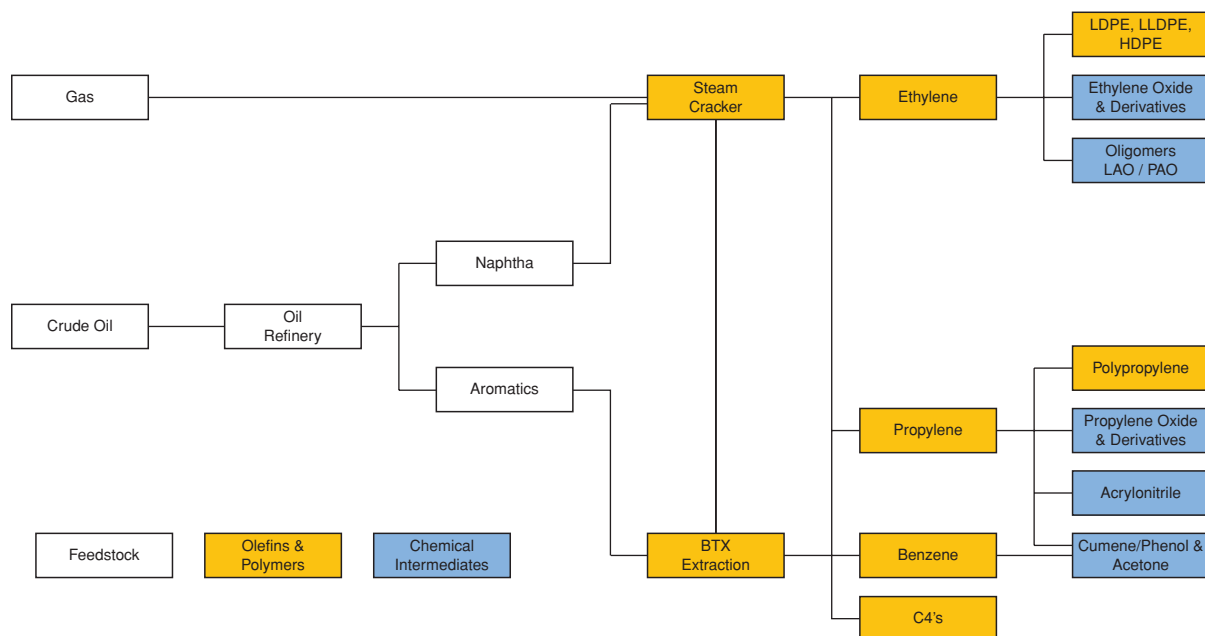 LDPE, LLDPE,
HDPE
Gas
Steam
Cracker
Ethylene
Ethylene Oxide
& Derivatives
Oligomers
LAO / PAO
Naphtha
Crude Oil
Oil
Refinery
Aromatics
Polypropylene
Propylene
Propylene Oxide
& Derivatives
Acrylonitrile
Feedstock
Olefins &
Polymers
Chemical
Intermediates
BTX
Extraction
Benzene
Cumene/Phenol &
Acetone
C4's